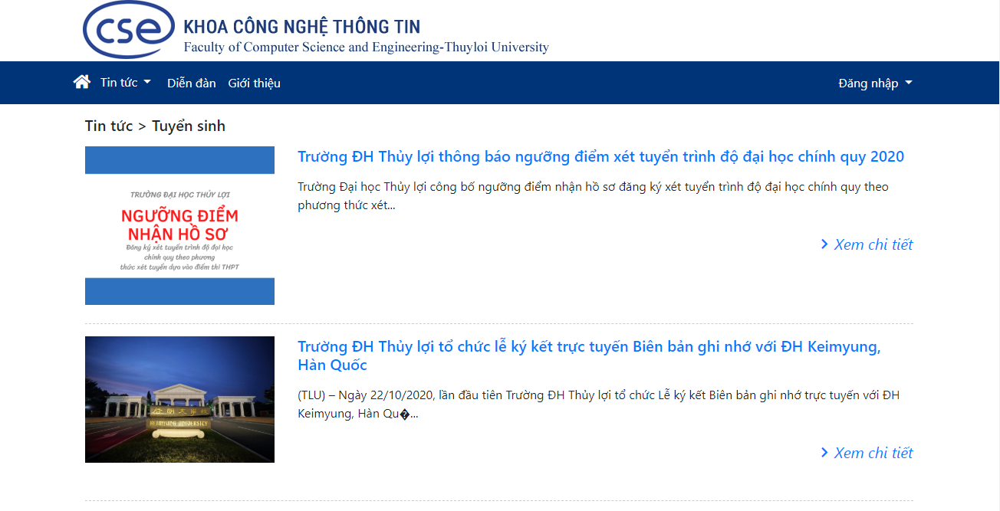 cse
KHOA CÔNG NGHỆ THÔNG TIN
Faculty of Computer Science and Engineering-Thuyloi University
Tin tức
Diễn đàn
Giới thiệu
Đăng nhập
Tin tức > Tuyển sinh
TRƯỜNG ĐẠI HỌC THỦY LỢI
NGƯỠNG ĐIỂM
NHẬN HỒ SƠ
Đăng ký xét tuyển trình độ đại học
chính quy theo phương
thức xét tuyển dựa vào điểm thi THPT
Trường ĐH Thủy lợi thông báo ngưỡng điểm xét tuyển trình độ đại học chính quy 2020
Trường Đại học Thủy lợi công bố ngưỡng điểm nhận hồ sơ đăng ký xét tuyển trình độ đại học chính quy theo
phương thức xét...
Xem chi tiết
啓明大學校
KEIMYUNG UNIVERSITY
Trường ĐH Thủy lợi tổ chức lễ ký kết trực tuyến Biên bản ghi nhớ với ĐH Keimyung,
Hàn Quốc
(TLU) – Ngày 22/10/2020, lần đầu tiên Trường ĐH Thủy lợi tổ chức Lễ ký kết Biên bản ghi nhớ trực tuyến với ĐH
Keimyung, Hàn Qu�...
Xem chi tiết